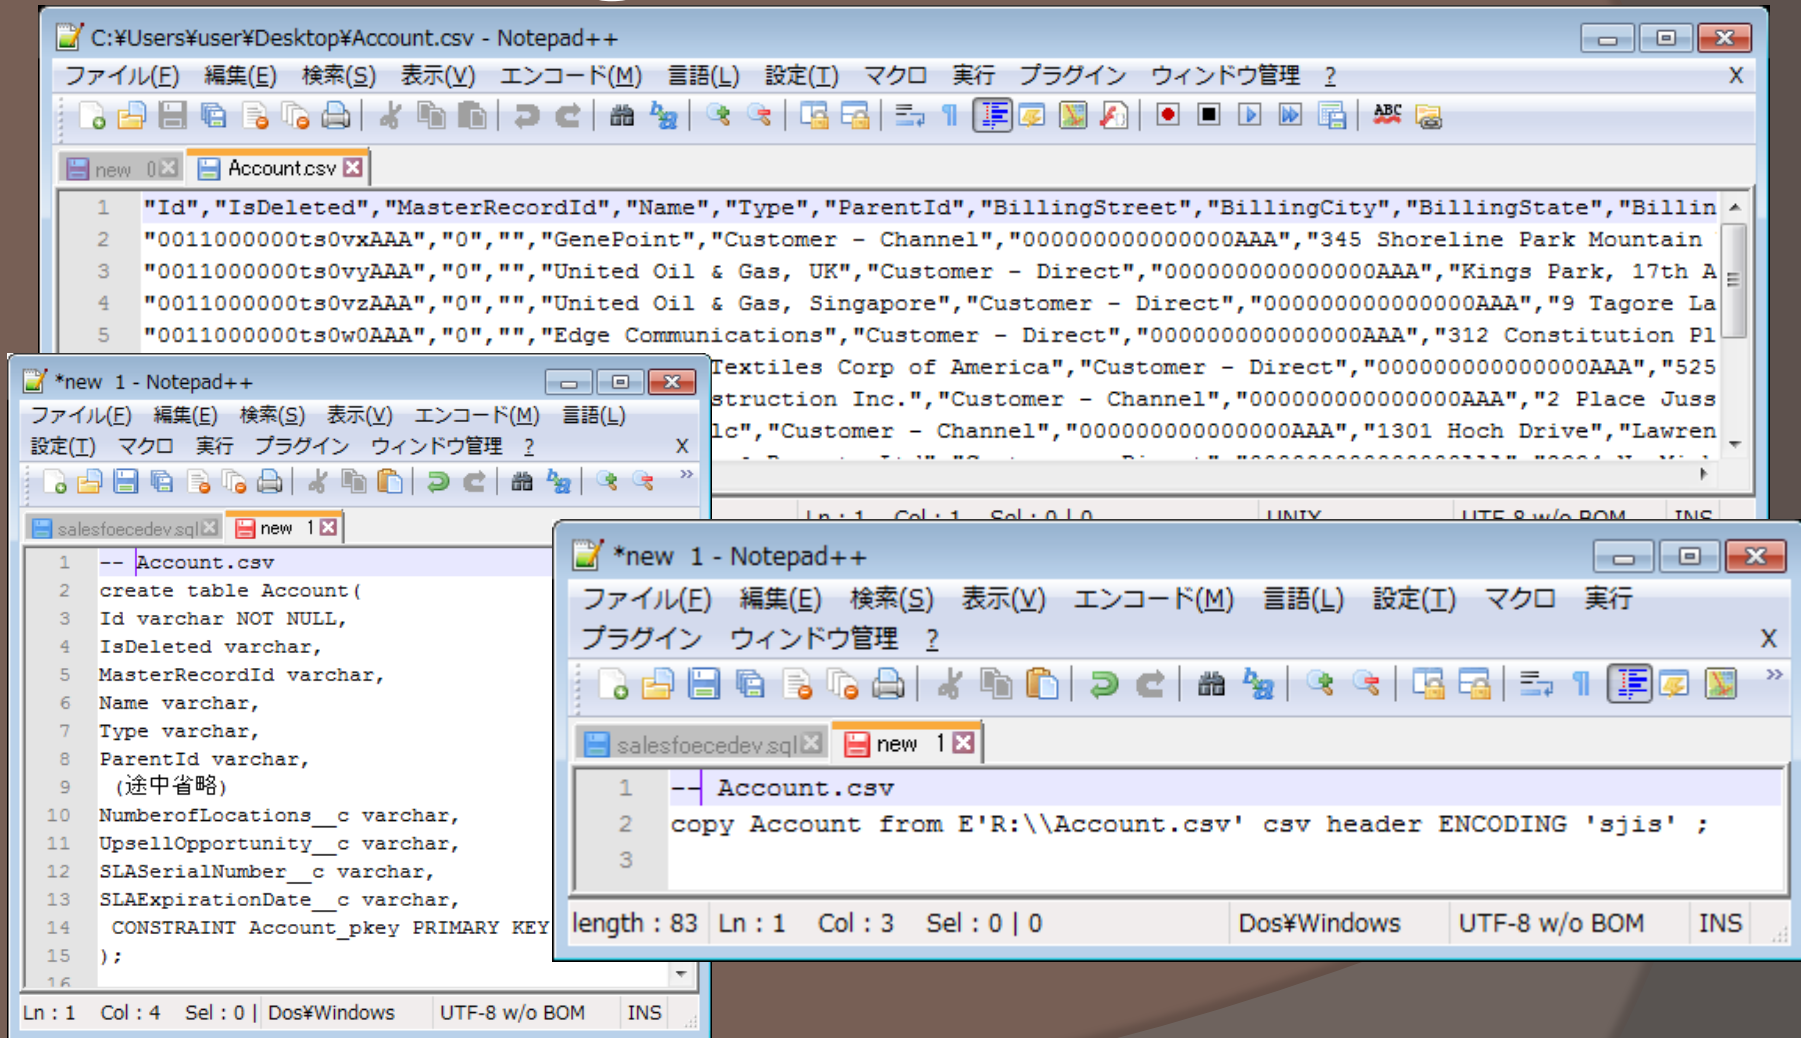 C:¥Users¥user¥Desktop¥Account.csv - Notepad++
ファイル(F) 編集(E) 検索(S) 表示(V) エンコード(M) 言語(L) 設定(T) マクロ 実行 プラグイン ウィンドウ管理 ? X
ABC
new 0 Account.csv
1 "Id","IsDeleted","MasterRecordId","Name","Type","ParentId","BillingStreet","BillingCity","BillingState","Billin
2 "0011000000ts0vxAAA","0","","GenePoint","Customer - Channel","000000000000000AAA","345 Shoreline Park Mountain
3 "0011000000ts0vyAAA","0","","United Oil & Gas, UK","Customer - Direct","000000000000000AAA","Kings Park, 17th A
4 "0011000000ts0vzAAA","0","","United Oil & Gas, Singapore","Customer - Direct","000000000000000AAA","9 Tagore La
5 "0011000000ts0w0AAA","0","","Edge Communications","Customer - Direct","000000000000000AAA","312 Constitution Pl
Textiles Corp of America","Customer - Direct","000000000000000AAA","525
struction Inc.","Customer - Channel","000000000000000AAA","2 Place Juss
lc","Customer - Channel","000000000000000AAA","1301 Hoch Drive","Lawren
Ln : 1 Col : 1 Sel : 0 | 0 UNIX UTF-8 w/o BOM INS
*new 1 - Notepad++
ファイル(F) 編集(E) 検索(S) 表示(V) エンコード(M) 言語(L)
設定(T) マクロ 実行 プラグイン ウィンドウ管理 ? X
salesfoecedev.sql new 1
1 -- Account.csv
2 create table Account(
3 Id varchar NOT NULL,
4 IsDeleted varchar,
5 MasterRecordId varchar,
6 Name varchar,
7 Type varchar,
8 ParentId varchar,
9 (途中省略)
10 NumberofLocations__c varchar,
11 UpsellOpportunity__c varchar,
12 SLASerialNumber__c varchar,
13 SLAExpirationDate__c varchar,
14 CONSTRAINT Account_pkey PRIMARY KEY
15 );
16
Ln : 1 Col : 4 Sel : 0 | Dos¥Windows UTF-8 w/o BOM INS
*new 1 - Notepad++
ファイル(F) 編集(E) 検索(S) 表示(V) エンコード(M) 言語(L) 設定(T) マクロ 実行
プラグイン ウィンドウ管理 ? X
salesfoecedev.sql new 1
1 -- Account.csv
2 copy Account from E'R:\\Account.csv' csv header ENCODING 'sjis' ;
3
length : 83 Ln : 1 Col : 3 Sel : 0 | 0 Dos¥Windows UTF-8 w/o BOM INS